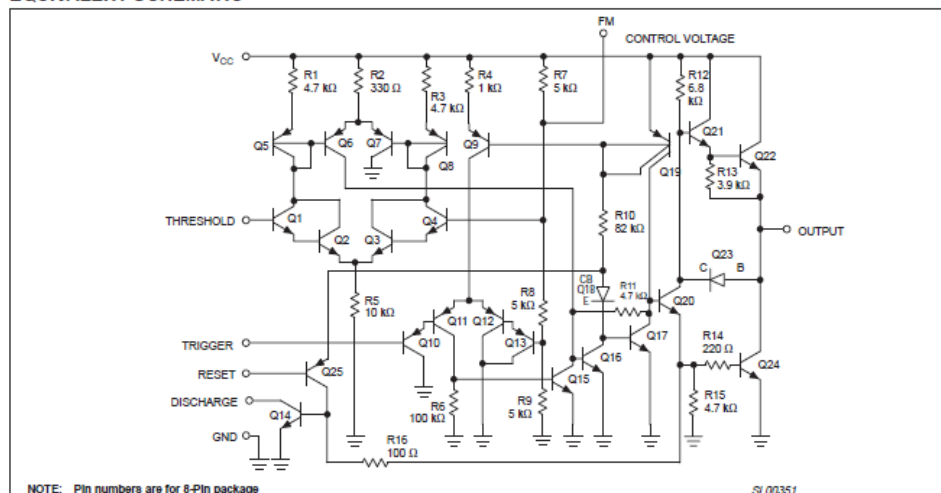 EQUIVALENT SCHEMATIC
FM
CONTROL VOLTAGE
VCC
R1
4.7 kΩ
R2
330 Ω
R3
4.7 kΩ
R4
1 kΩ
R7
5 kΩ
R12
6.8
kΩ
Q5
Q6
Q7
Q8
Q9
Q19
Q21
Q22
R13
3.9 kΩ
THRESHOLD
Q1
Q2
Q3
Q4
R10
82 kΩ
OUTPUT
Q23
C
B
R5
10 kΩ
R8
5 kΩ
CB
Q18
E
R11
4.7 kΩ
Q20
Q11
Q12
TRIGGER
Q10
Q13
Q16
Q17
R14
220 Ω
Q24
RESET
Q25
Q15
DISCHARGE
Q14
R6
100 kΩ
R9
5 kΩ
R15
4.7 kΩ
GND
R16
100 Ω
NOTE: Pin numbers are for 8-Pin package
SL00351